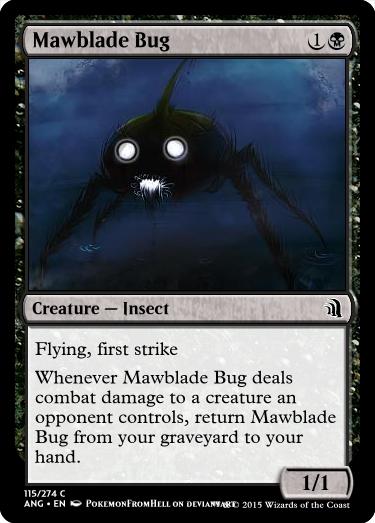 Mawblade Bug 1
Creature — Insect
Flying, first strike
Whenever Mawblade Bug deals
combat damage to a creature an
opponent controls, return Mawblade
Bug from your graveyard to your
hand.
1/1
115/274 C
ANG • EN PokemonFromHell on deviantart © 2015 Wizards of the Coast